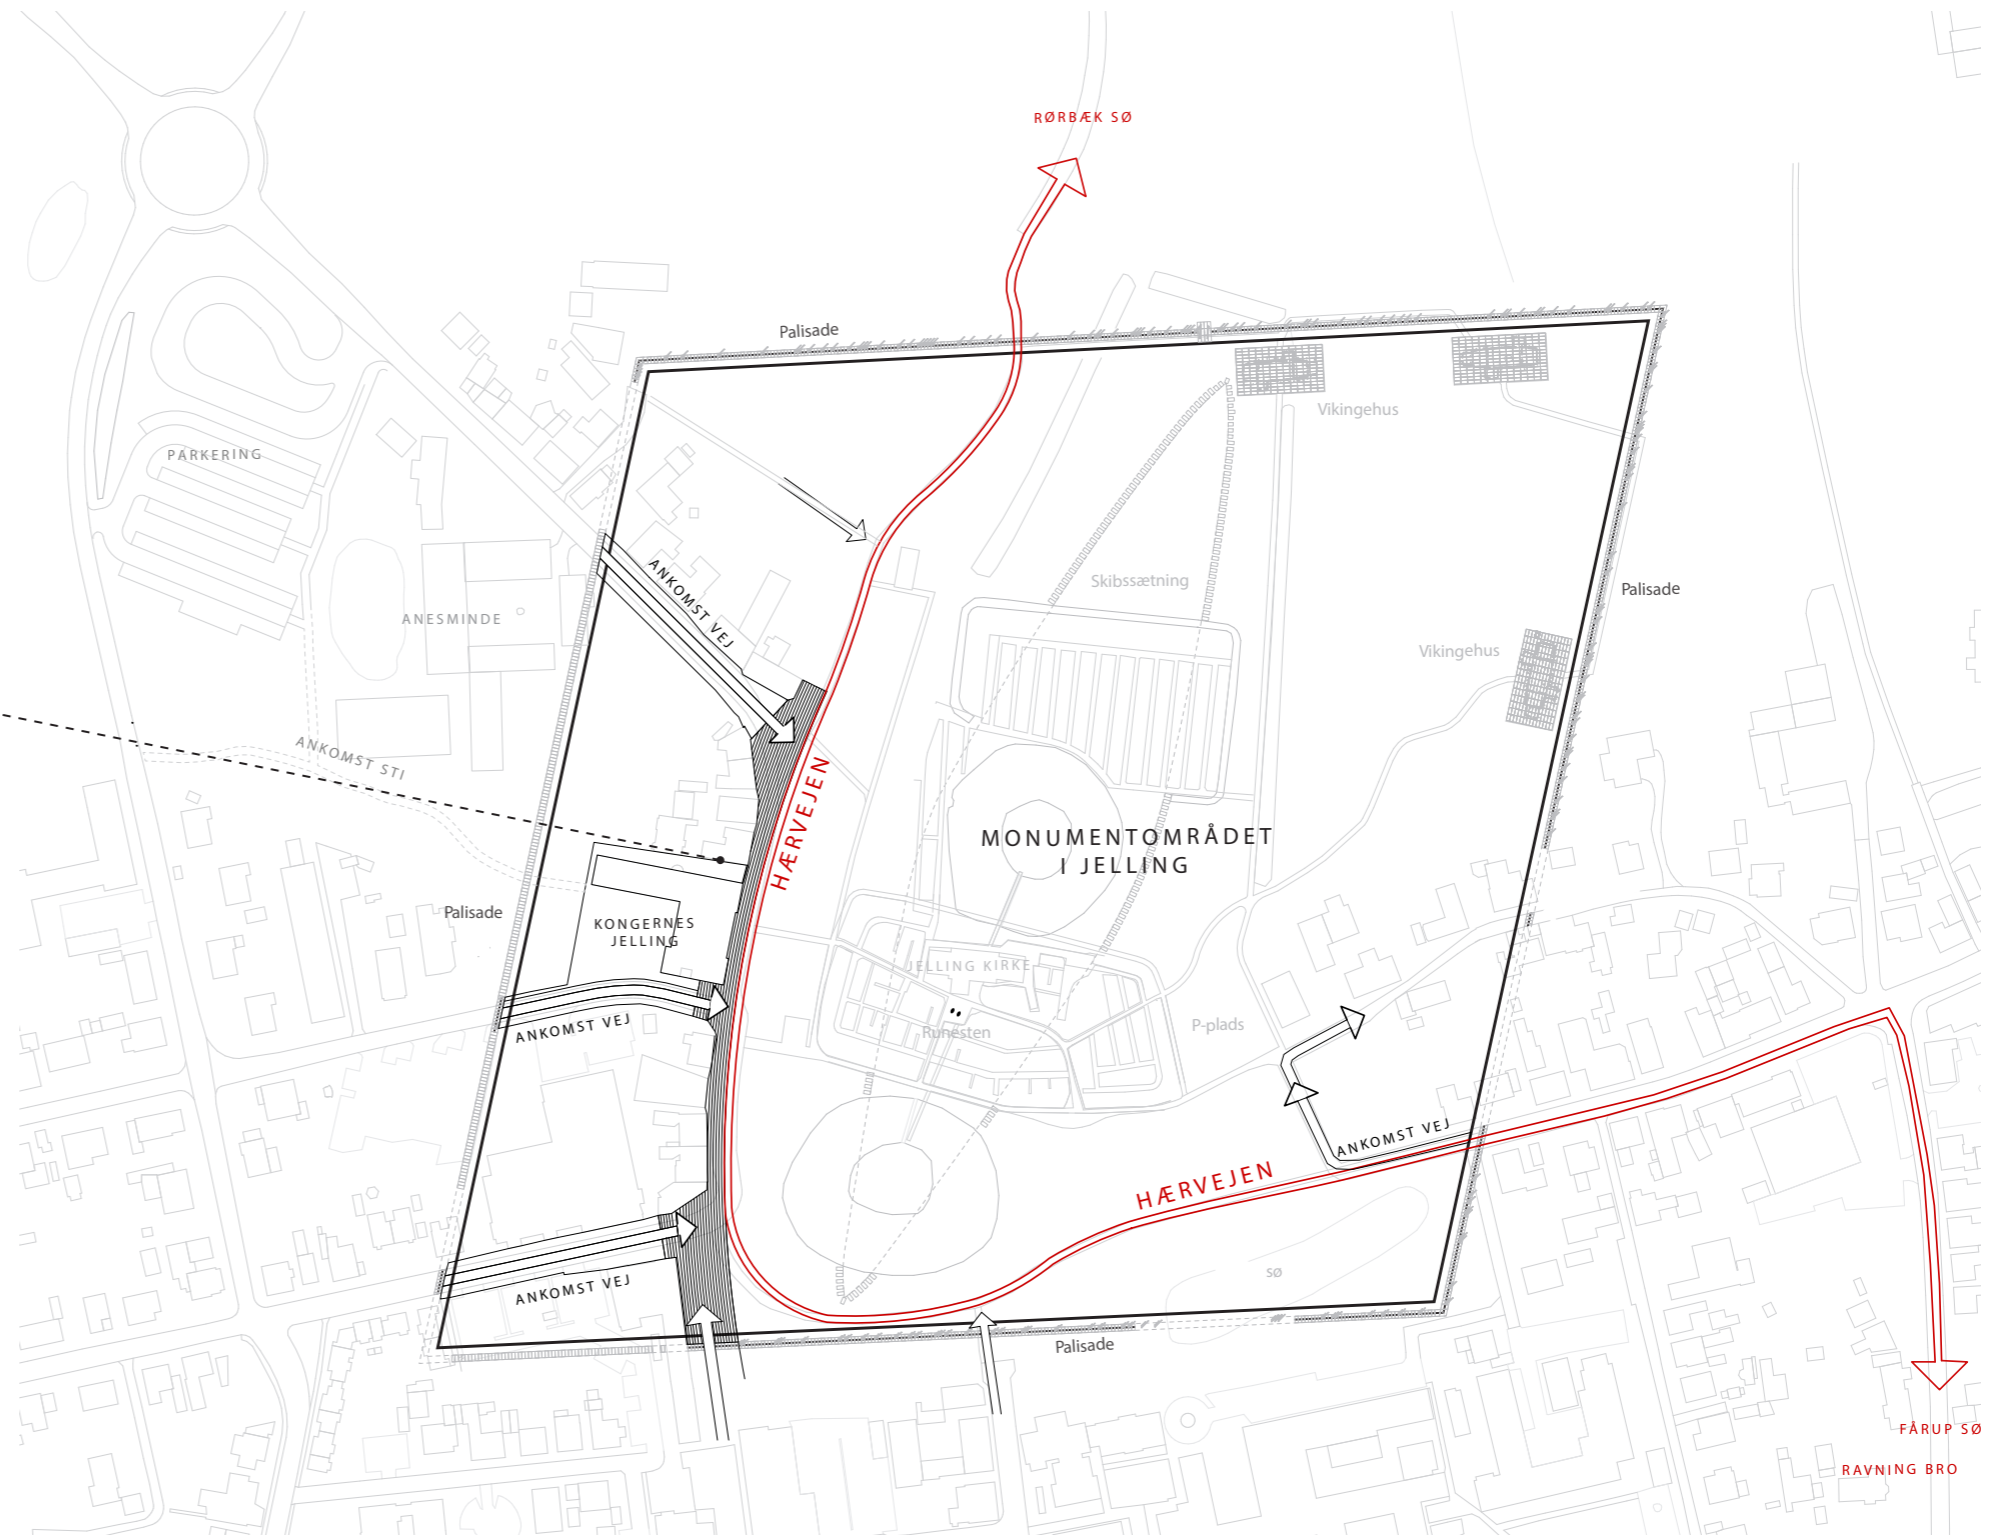 RØRBÆK SØ
Palisade
Vikingehus
PARKERING
ANKOMST VEJ
Skibssætning
Palisade
ANESMINDE
Vikingehus
ANKOMST STI
HÆRVEJEN
MONUMENTOMRÅDET
I JELLING
Palisade
KONGERNES
JELLING
JELLING KIRKE
ANKOMST VEJ
Runesten
P-plads
ANKOMST VEJ
HÆRVEJEN
SØ
ANKOMST VEJ
Palisade
FÅRUP SØ
RAVNING BRO